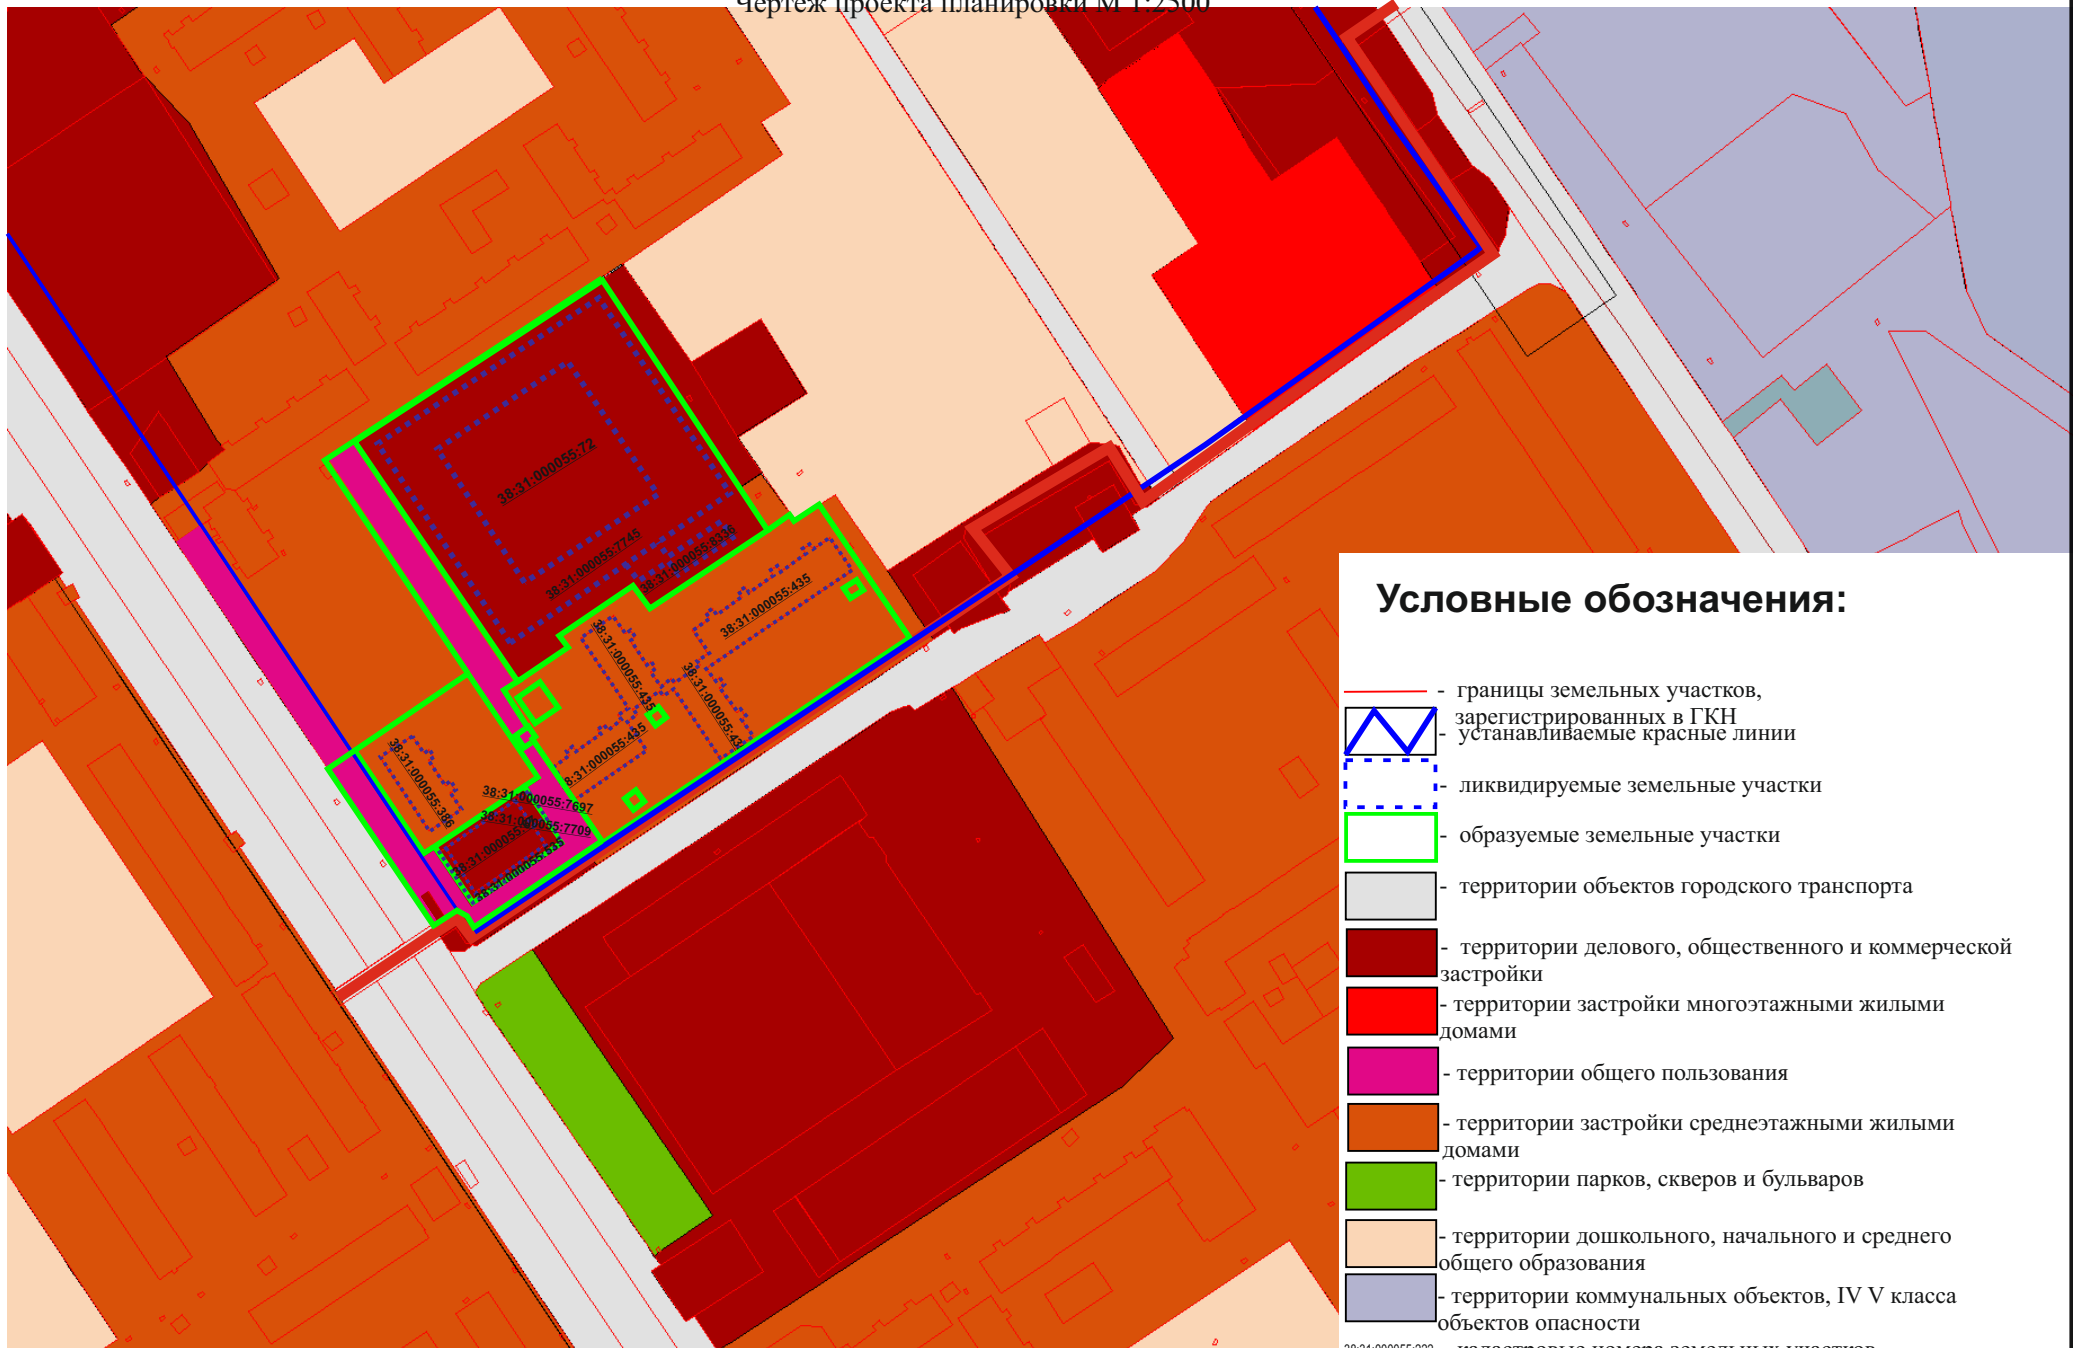 Чертеж проекта планировки М 1:2500
38:31:000055:72
38:31:000055:7745
38:31:000055:8336
38:31:000055:435
38:31:000055:435
38:31:000055:43
8:31:000055:435
38:31:000055:386
38:31:000055:7697
38:31:000055:7709
Условные обозначения:
- границы земельных участков,
зарегистрированных в ГКН
- устанавливаемые красные линии
- ликвидируемые земельные участки
- образуемые земельные участки
- территории объектов городского транспорта
- территории делового, общественного и коммерческой
застройки
- территории застройки многоэтажными жилыми
домами
- территории общего пользования
- территории застройки среднеэтажными жилыми
домами
- территории парков, скверов и бульваров
- территории дошкольного, начального и среднего
общего образования
- территории коммунальных объектов, IV V класса
объектов опасности
- кадастровые номера земельных участков